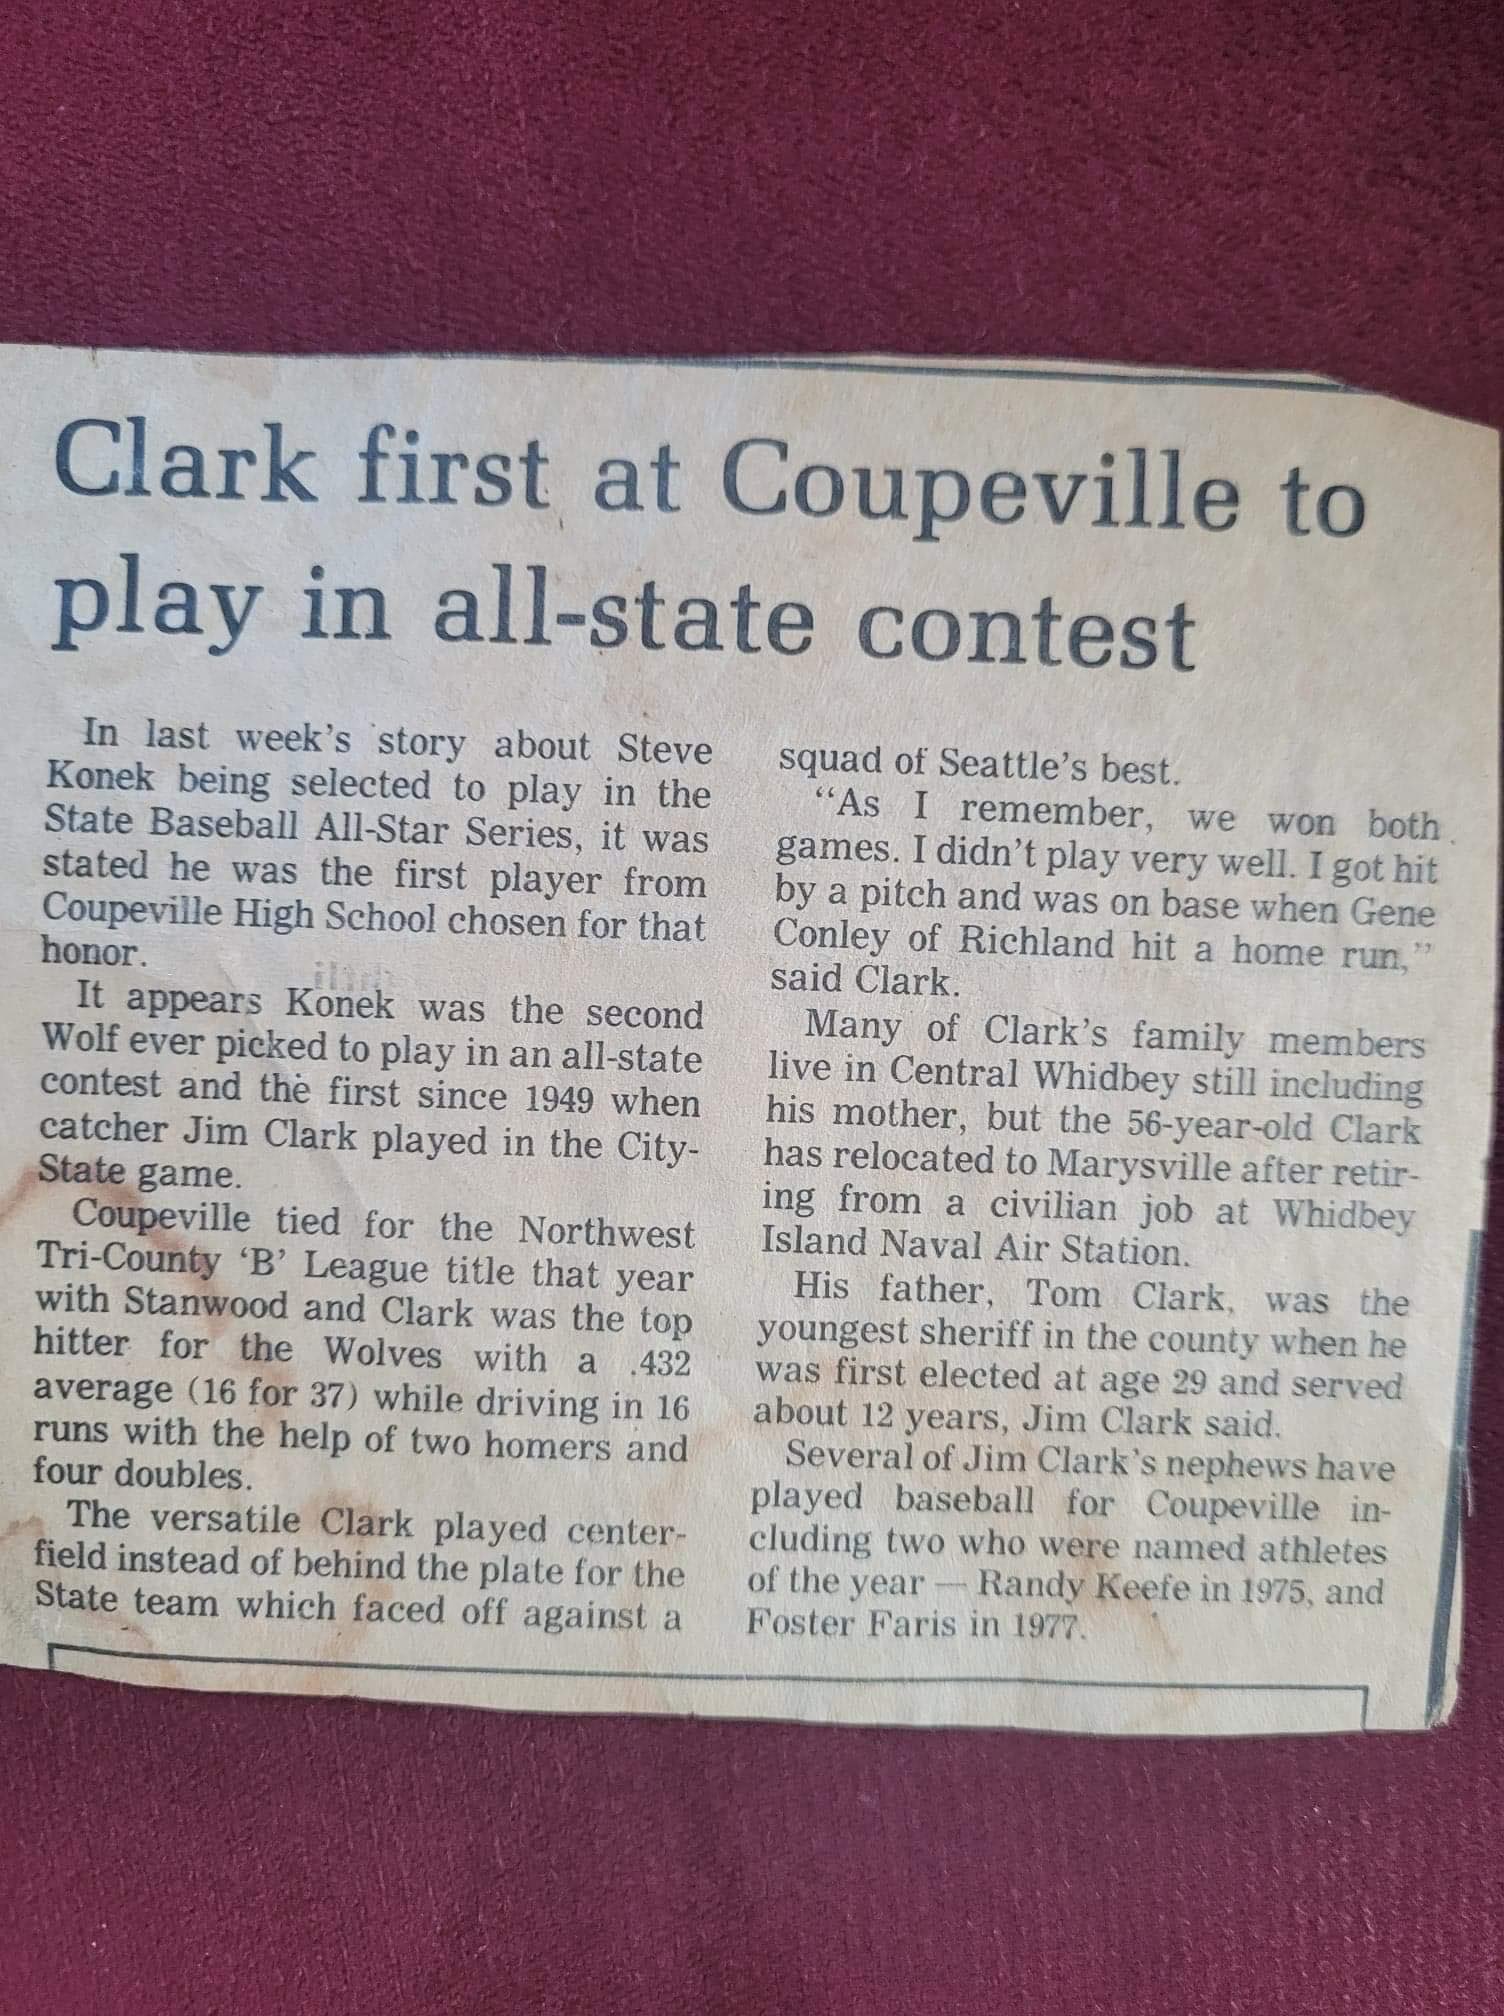 Clark first at Coupeville to
play in all-state contest
In last week's story about Steve
Konek being selected to play in the
State Baseball All-Star Series, it was
stated he was the first player from
Coupeville High School chosen for that
honor.
It appears Konek was the second
Wolf ever picked to play in an all-state
contest and the first since 1949 when
catcher Jim Clark played in the City-
State game.
Coupeville tied for the Northwest
Tri-County 'B' League title that year
with Stanwood and Clark was the top
hitter for the Wolves with a .432
average (16 for 37) while driving in 16
runs with the help of two homers and
four doubles.
The versatile Clark played center-
field instead of behind the plate for the
State team which faced off against a
squad of Seattle's best.
"As I remember, we won both
games. I didn't play very well. I got hit
by a pitch and was on base when Gene
Conley of Richland hit a home run,"
said Clark.
Many of Clark's family members
live in Central Whidbey still including
his mother, but the 56-year-old Clark
has relocated to Marysville after retir-
ing from a civilian job at Whidbey
Island Naval Air Station.
His father, Tom Clark, was the
youngest sheriff in the county when he
was first elected at age 29 and served
about 12 years, Jim Clark said.
Several of Jim Clark's nephews have
played baseball for Coupeville in-
cluding two who were named athletes
of the year — Randy Keefe in 1975, and
Foster Faris in 1977.